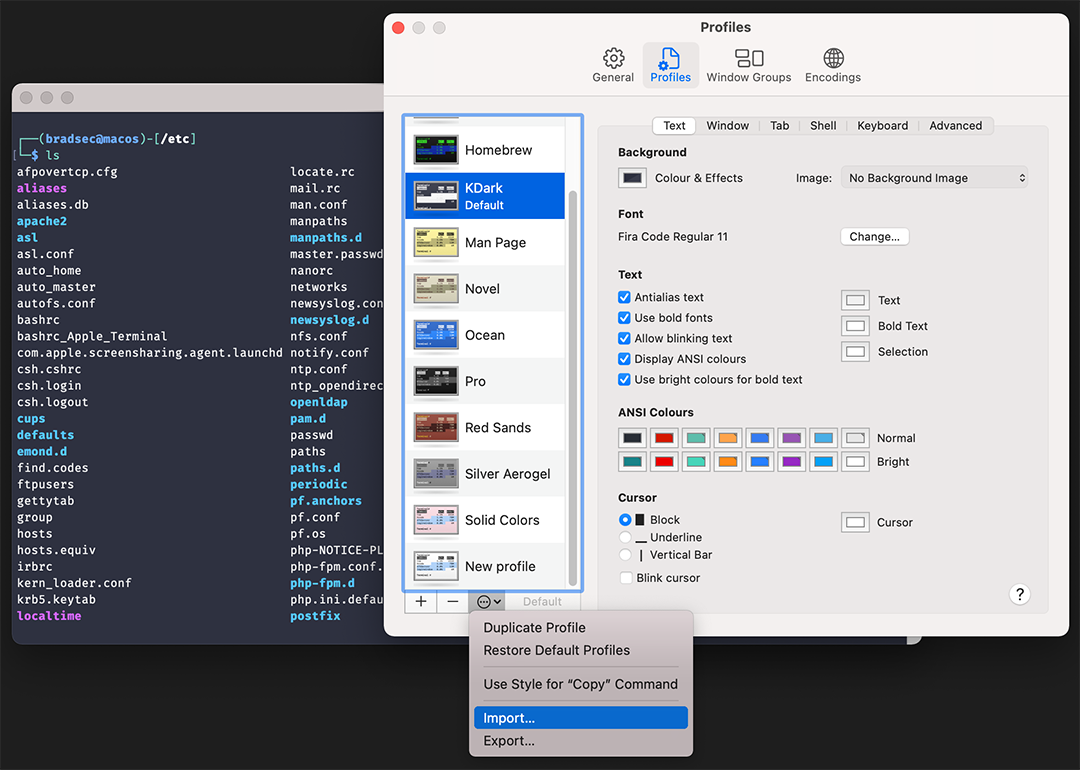 Profiles
General
Profiles
Window Groups
Encodings
┌──(bradsec@macos)-[/etc]
└─$ ls
afpovertcp.cfg locate.rc
aliases mail.rc
aliases.db man.conf
apache2 manpaths
asl manpaths.d
asl.conf master.passwd
auto_home nanorc
auto_master networks
autofs.conf newsyslog.con
bashrc newsyslog.d
bashrc_Apple_Terminal nfs.conf
com.apple.screensharing.agent.launchd notify.conf
csh.cshrc ntp.conf
csh.login ntp_opendirec
csh.logout openldap
cups pam.d
defaults passwd
emond.d paths
find.codes paths.d
ftpusers periodic
gettytab pf.anchors
group pf.conf
hosts pf.os
hosts.equiv php-NOTICE-PL
irbrc php-fpm.conf.
kern_loader.conf php-fpm.d
krb5.keytab php.ini.defau
localtime postfix
Homebrew
KDark
Default
Man Page
Novel
Ocean
Pro
Red Sands
Silver Aerogel
Solid Colors
New profile
+ − Default
Text Window Tab Shell Keyboard Advanced
Background
Colour & Effects Image: No Background Image
Font
Fira Code Regular 11 Change...
Text
Antialias text Text
Use bold fonts Bold Text
Allow blinking text Selection
Display ANSI colours
Use bright colours for bold text
ANSI Colours
Normal
Bright
Cursor
Block Cursor
Underline
Vertical Bar
Blink cursor
?
Duplicate Profile
Restore Default Profiles
Use Style for “Copy” Command
Import...
Export...